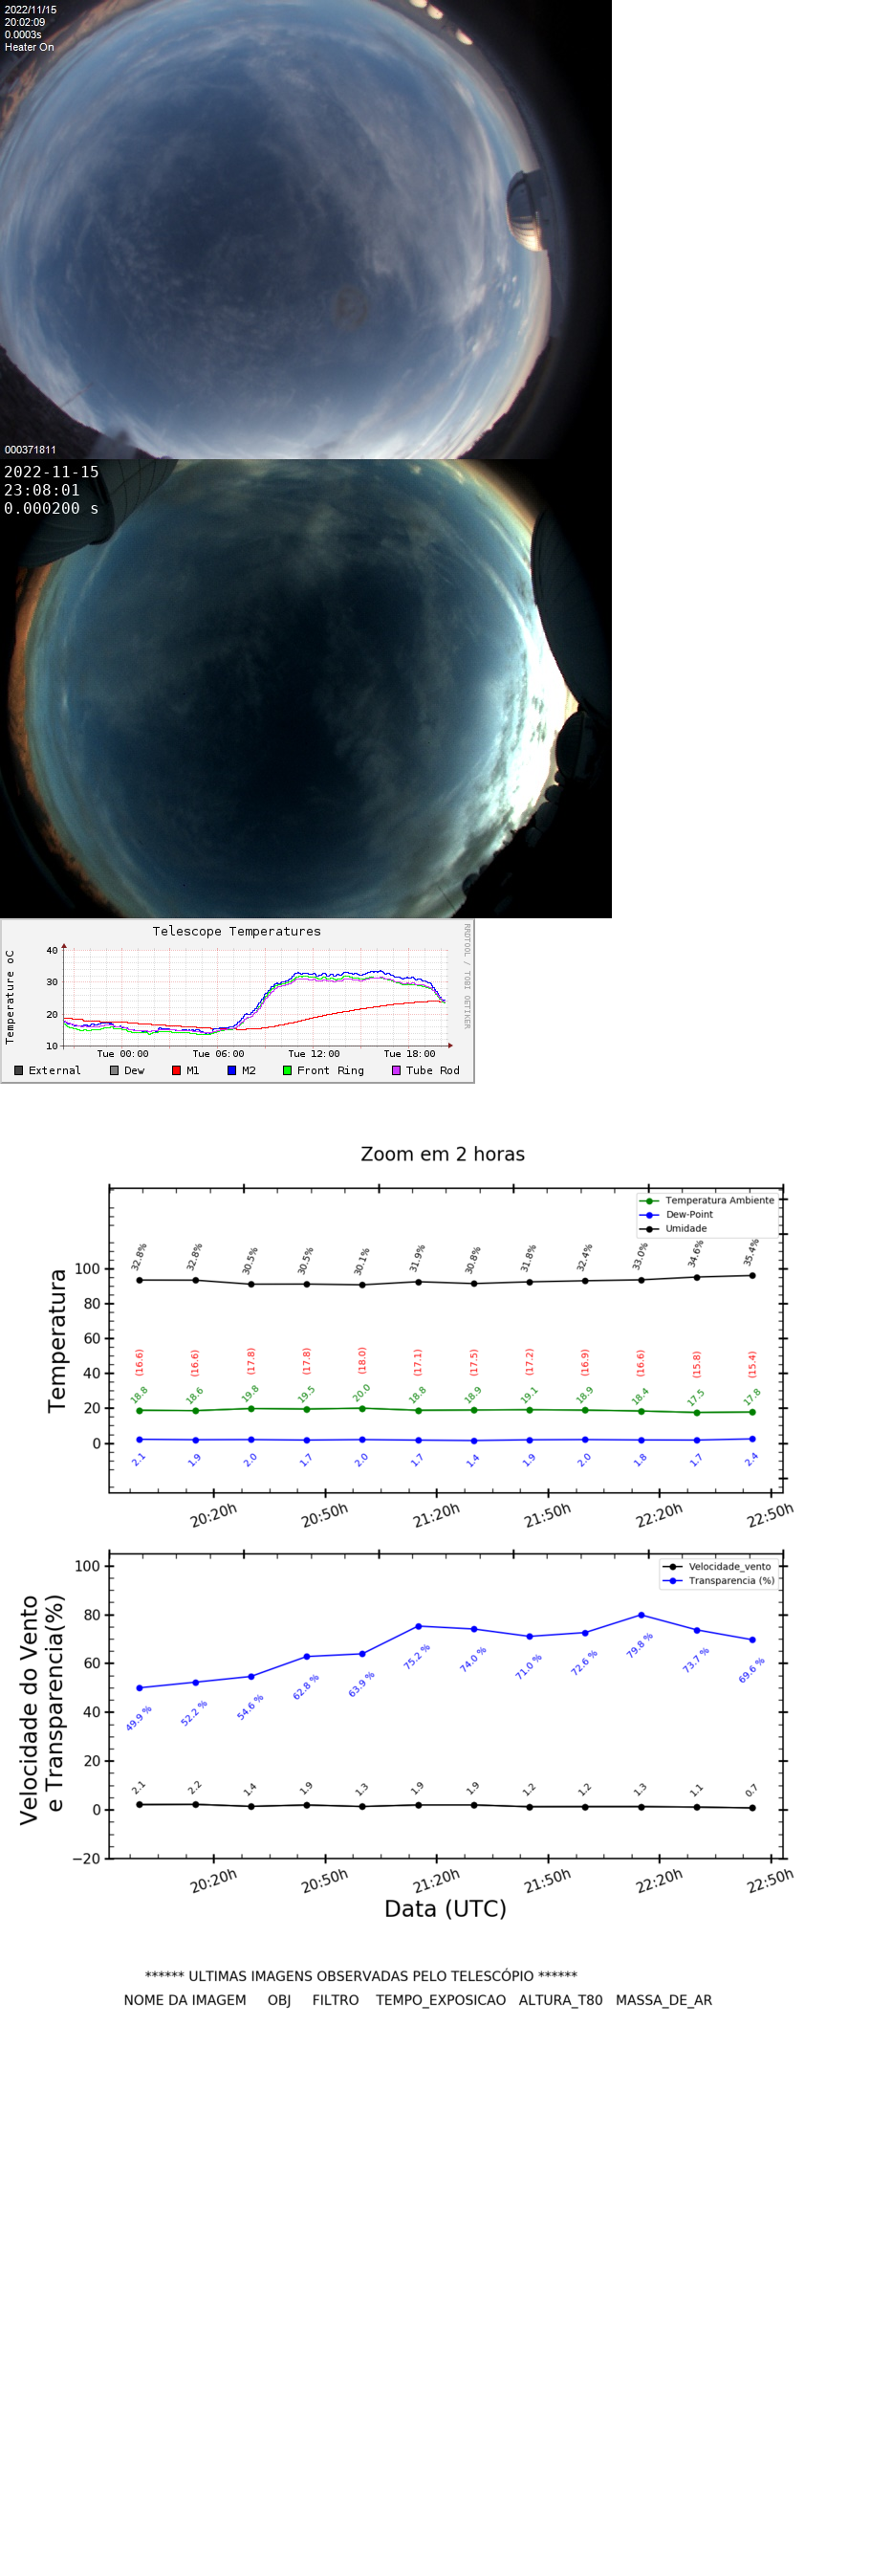 2022/11/15
20:02:09
0.0003s
Heater On
000371811
2022-11-15
23:08:01
0.000200 s
Telescope Temperatures
RRDTOOL / TOBI OETIKER
Temperature oC
40
30
20
10
Tue 00:00 Tue 06:00 Tue 12:00 Tue 18:00
External Dew M1 M2 Front Ring Tube Rod
Zoom em 2 horas
Temperatura Ambiente
Dew-Point
Umidade
Temperatura
100
80
60
40
20
0
32.8% 32.8% 30.5% 30.5% 30.1% 31.9% 30.8% 31.8% 32.4% 33.0% 34.6% 35.4%
(16.6) (16.6) (17.8) (17.8) (18.0) (17.1) (17.5) (17.2) (16.9) (16.6) (15.8) (15.4)
18.8 18.6 19.8 19.5 20.0 18.8 18.9 19.1 18.9 18.4 17.5 17.8
2.1 1.9 2.0 1.7 2.0 1.7 1.4 1.9 2.0 1.8 1.7 2.4
20:20h 20:50h 21:20h 21:50h 22:20h 22:50h
Velocidade_vento
Transparencia (%)
Velocidade do Vento
e Transparencia(%)
100
80
60
40
20
0
−20
49.9 % 52.2 % 54.6 % 62.8 % 63.9 % 75.2 % 74.0 % 71.0 % 72.6 % 79.8 % 73.7 % 69.6 %
2.1 2.2 1.4 1.9 1.3 1.9 1.9 1.2 1.2 1.3 1.1 0.7
20:20h 20:50h 21:20h 21:50h 22:20h 22:50h
Data (UTC)
****** ULTIMAS IMAGENS OBSERVADAS PELO TELESCÓPIO ******
NOME DA IMAGEM OBJ FILTRO TEMPO_EXPOSICAO ALTURA_T80 MASSA_DE_AR